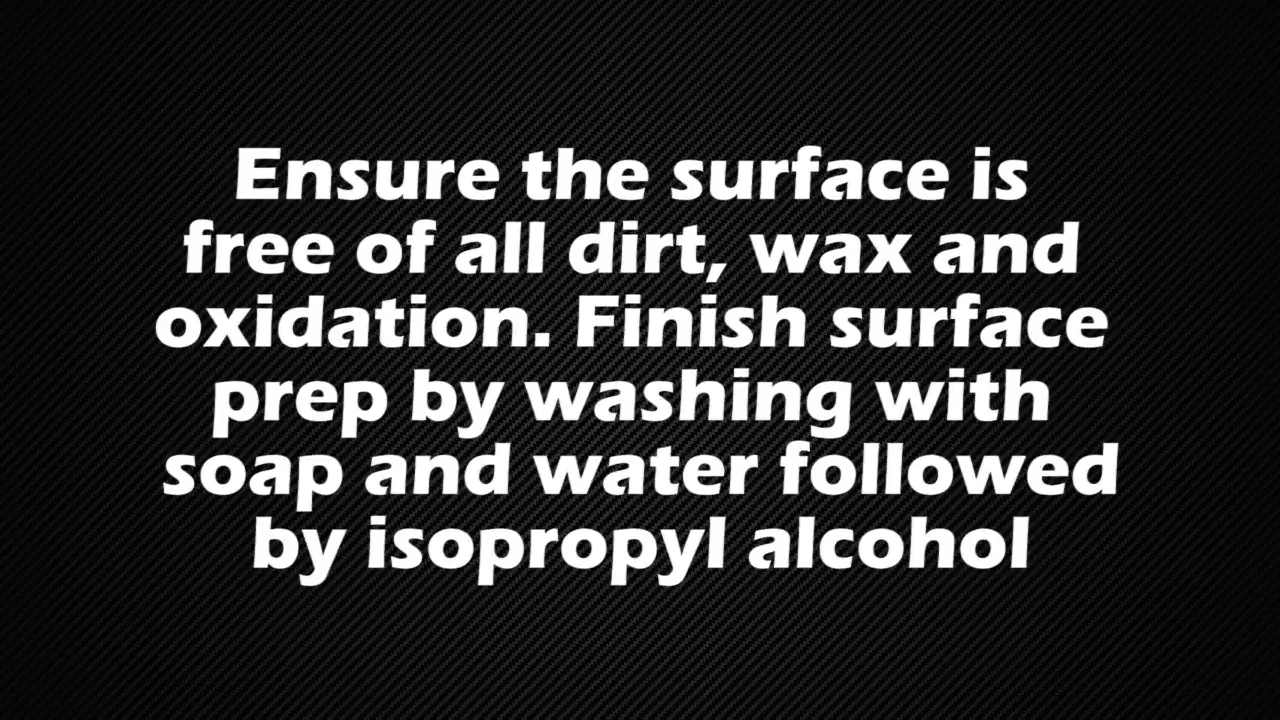 Ensure the surface is
free of all dirt, wax and
oxidation. Finish surface
prep by washing with
soap and water followed
by isopropyl alcohol